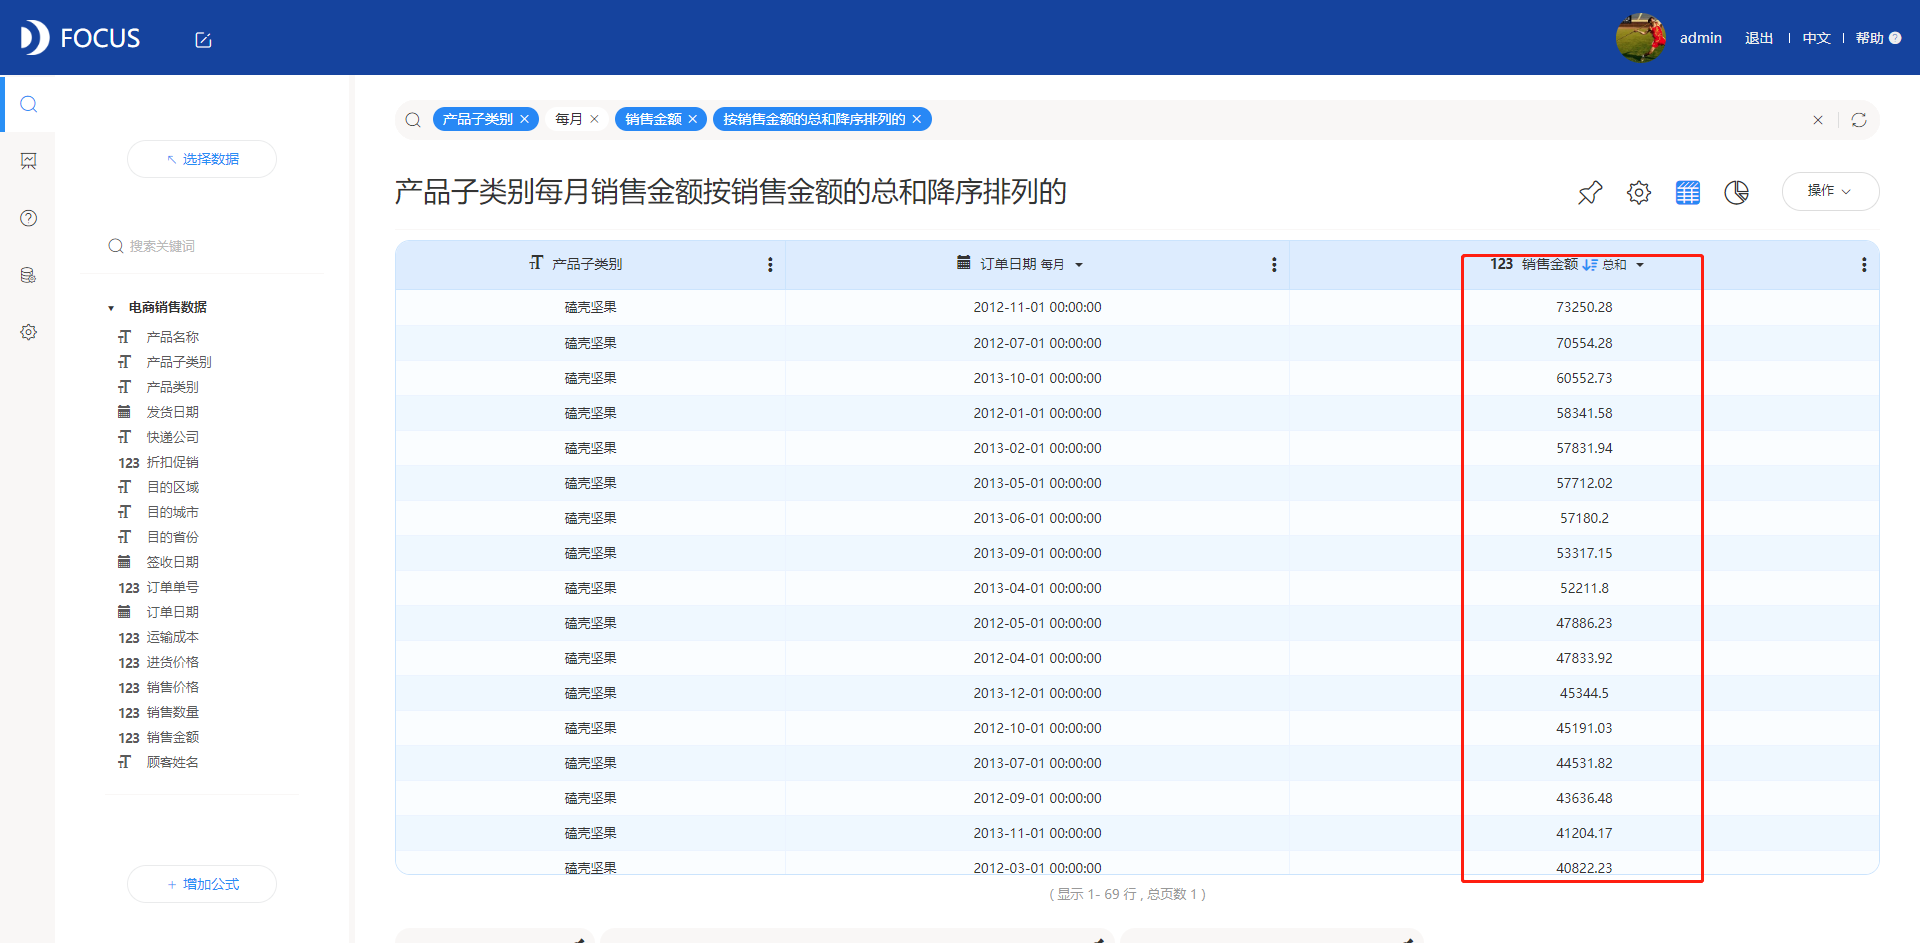 FOCUS
admin 退出 中文 帮助 ?
产品子类别 × 每月 × 销售金额 × 按销售金额的总和降序排列的 ×
选择数据
产品子类别每月销售金额按销售金额的总和降序排列的
操作
搜索关键词
电商销售数据
产品名称
产品子类别
产品类别
发货日期
快递公司
123 折扣促销
目的区域
目的城市
目的省份
签收日期
123 订单单号
订单日期
123 运输成本
123 进货价格
123 销售价格
123 销售数量
123 销售金额
顾客姓名
+ 增加公式
产品子类别 订单日期 每月 123 销售金额 总和
磕壳坚果 2012-11-01 00:00:00 73250.28
磕壳坚果 2012-07-01 00:00:00 70554.28
磕壳坚果 2013-10-01 00:00:00 60552.73
磕壳坚果 2012-01-01 00:00:00 58341.58
磕壳坚果 2013-02-01 00:00:00 57831.94
磕壳坚果 2013-05-01 00:00:00 57712.02
磕壳坚果 2013-06-01 00:00:00 57180.2
磕壳坚果 2013-09-01 00:00:00 53317.15
磕壳坚果 2013-04-01 00:00:00 52211.8
磕壳坚果 2012-05-01 00:00:00 47886.23
磕壳坚果 2012-04-01 00:00:00 47833.92
磕壳坚果 2013-12-01 00:00:00 45344.5
磕壳坚果 2012-10-01 00:00:00 45191.03
磕壳坚果 2013-07-01 00:00:00 44531.82
磕壳坚果 2012-09-01 00:00:00 43636.48
磕壳坚果 2013-11-01 00:00:00 41204.17
磕壳坚果 2012-03-01 00:00:00 40822.23
( 显示 1- 69 行 , 总页数 1 )